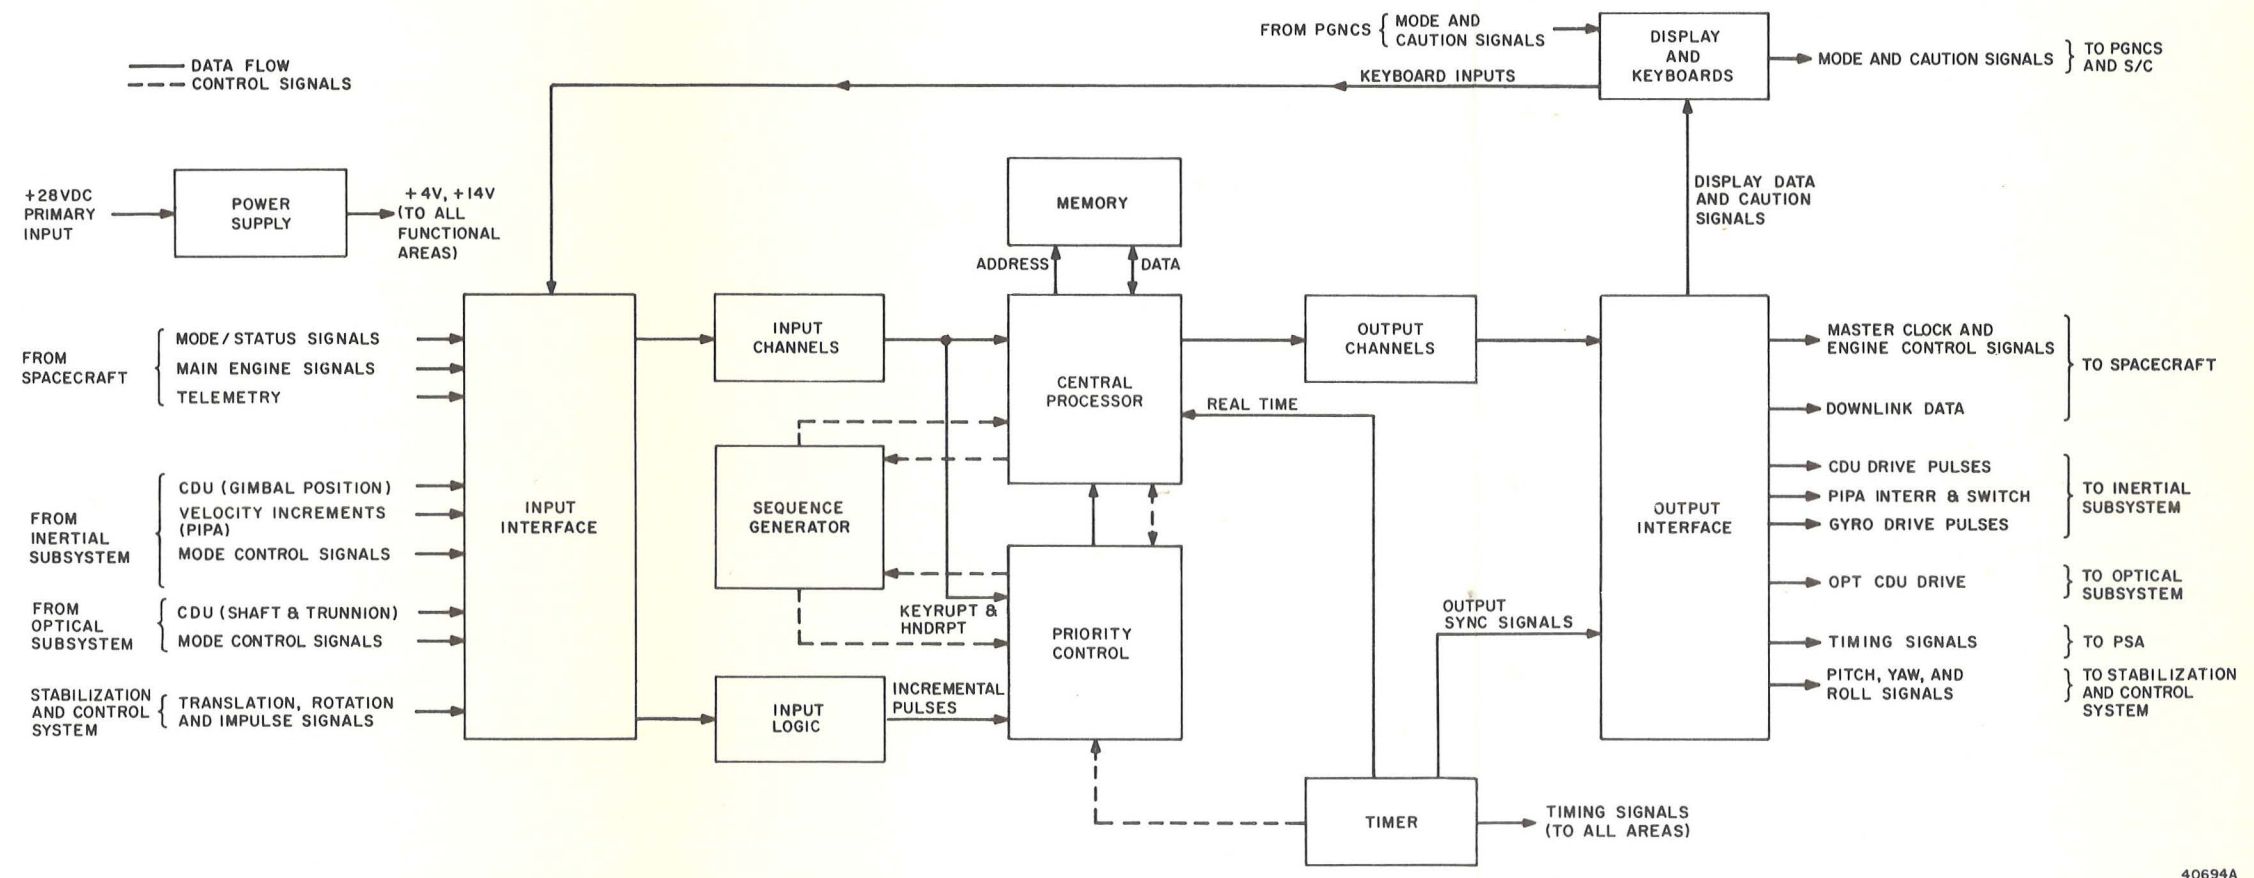 FROM PGNCS
MODE AND
CAUTION SIGNALS
DISPLAY
AND
KEYBOARDS
MODE AND CAUTION SIGNALS
TO PGNCS
AND S/C
DATA FLOW
CONTROL SIGNALS
KEYBOARD INPUTS
+28VDC
PRIMARY
INPUT
POWER
SUPPLY
+4V, +14V
(TO ALL
FUNCTIONAL
AREAS)
MEMORY
DISPLAY DATA
AND CAUTION
SIGNALS
ADDRESS
DATA
FROM
SPACECRAFT
MODE/STATUS SIGNALS
MAIN ENGINE SIGNALS
TELEMETRY
FROM
INERTIAL
SUBSYSTEM
CDU (GIMBAL POSITION)
VELOCITY INCREMENTS
(PIPA)
MODE CONTROL SIGNALS
FROM
OPTICAL
SUBSYSTEM
CDU (SHAFT & TRUNNION)
MODE CONTROL SIGNALS
STABILIZATION
AND CONTROL
SYSTEM
TRANSLATION, ROTATION
AND IMPULSE SIGNALS
INPUT
INTERFACE
INPUT
CHANNELS
SEQUENCE
GENERATOR
KEYRUPT &
HNDRPT
INPUT
LOGIC
INCREMENTAL
PULSES
CENTRAL
PROCESSOR
PRIORITY
CONTROL
OUTPUT
CHANNELS
REAL TIME
OUTPUT
SYNC SIGNALS
TIMER
TIMING SIGNALS
(TO ALL AREAS)
OUTPUT
INTERFACE
MASTER CLOCK AND
ENGINE CONTROL SIGNALS
DOWNLINK DATA
TO SPACECRAFT
CDU DRIVE PULSES
PIPA INTERR & SWITCH
GYRO DRIVE PULSES
TO INERTIAL
SUBSYSTEM
OPT CDU DRIVE
TO OPTICAL
SUBSYSTEM
TIMING SIGNALS
TO PSA
PITCH, YAW, AND
ROLL SIGNALS
TO STABILIZATION
AND CONTROL
SYSTEM
40694A